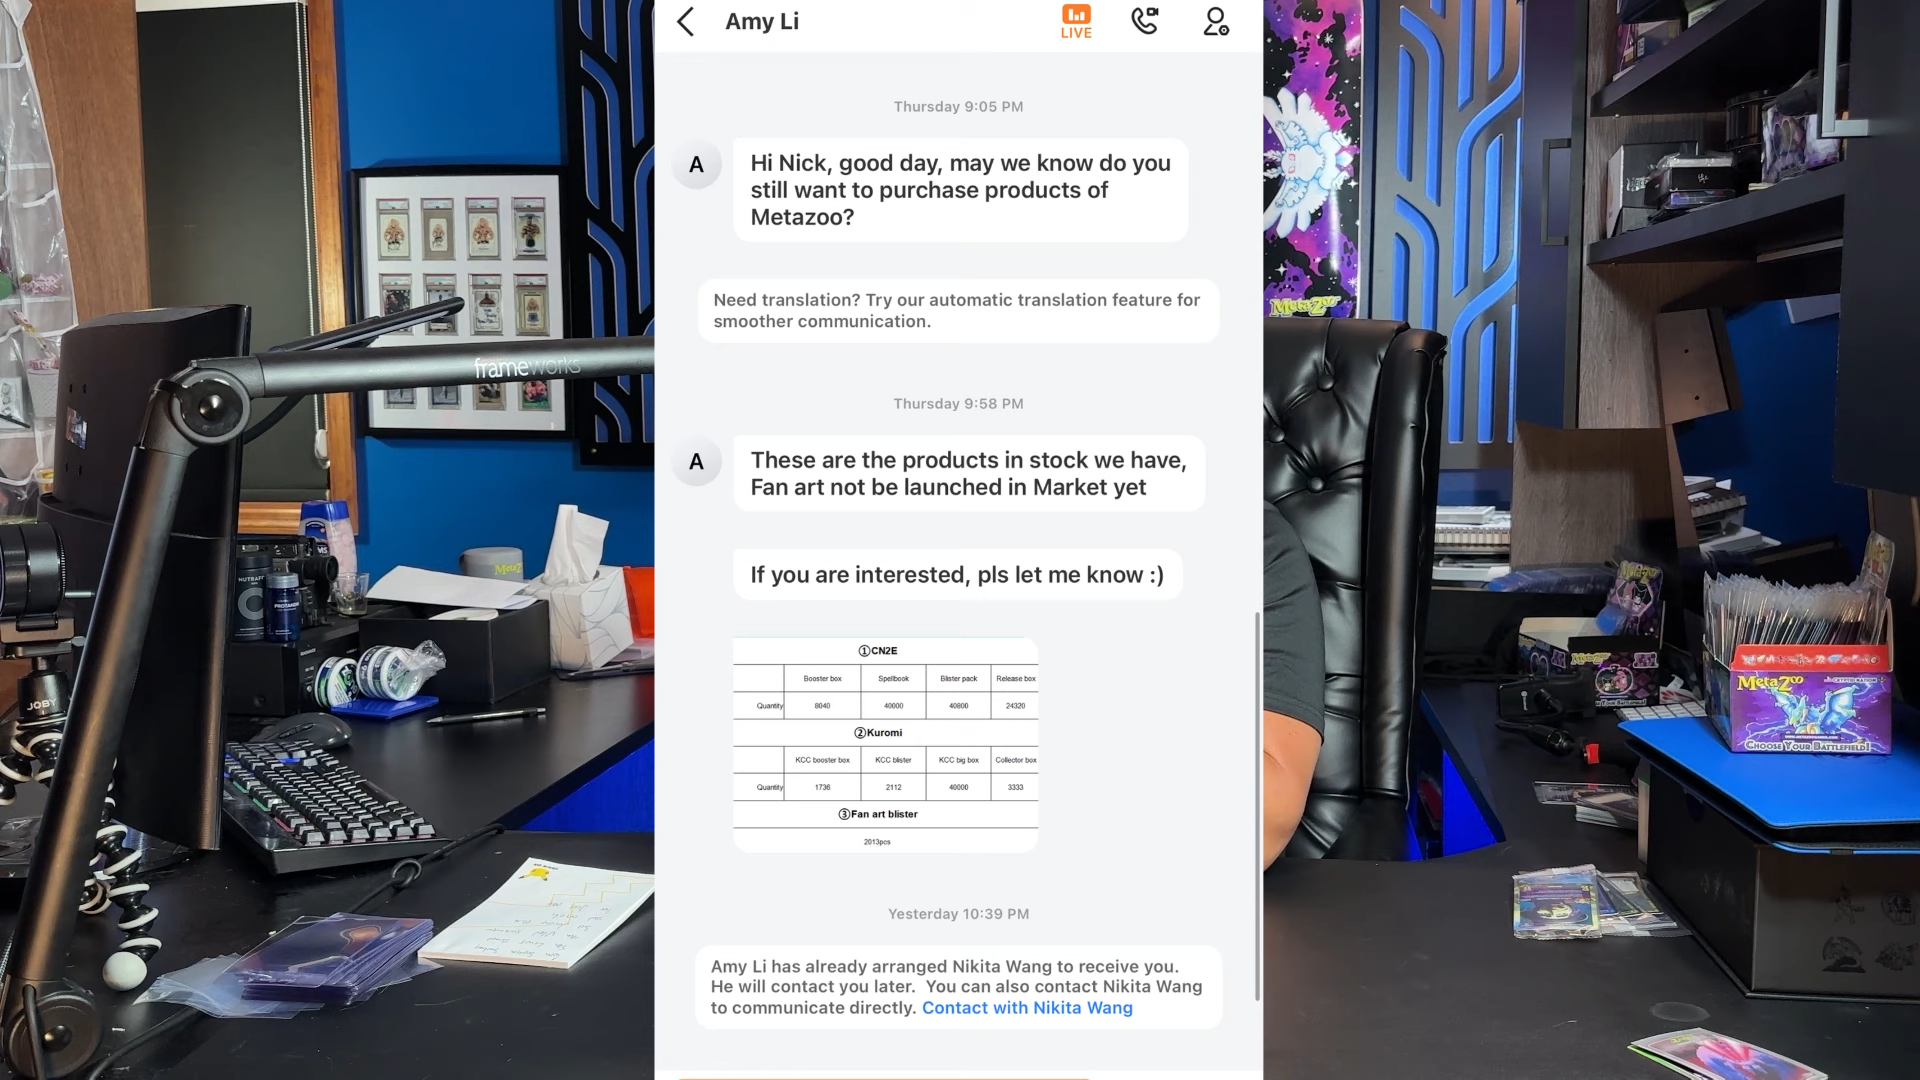 Amy Li
LIVE
Thursday 9:05 PM
A
Hi Nick, good day, may we know do you
still want to purchase products of
Metazoo?
Need translation? Try our automatic translation feature for
smoother communication.
Thursday 9:58 PM
A
These are the products in stock we have,
Fan art not be launched in Market yet
If you are interested, pls let me know :)
①CN2E
Booster box Spellbook Blister pack Release box
Quantity 8040 40000 40800 24320
②Kuromi
KCC booster box KCC blister KCC big box Collector box
Quantity 1736 2112 40000 3333
③Fan art blister
2013pcs
Yesterday 10:39 PM
Amy Li has already arranged Nikita Wang to receive you.
He will contact you later. You can also contact Nikita Wang
to communicate directly. Contact with Nikita Wang
frameworks
JOBY
MetaZoo
MetaZoo
CHOOSE YOUR BATTLEFIELD!